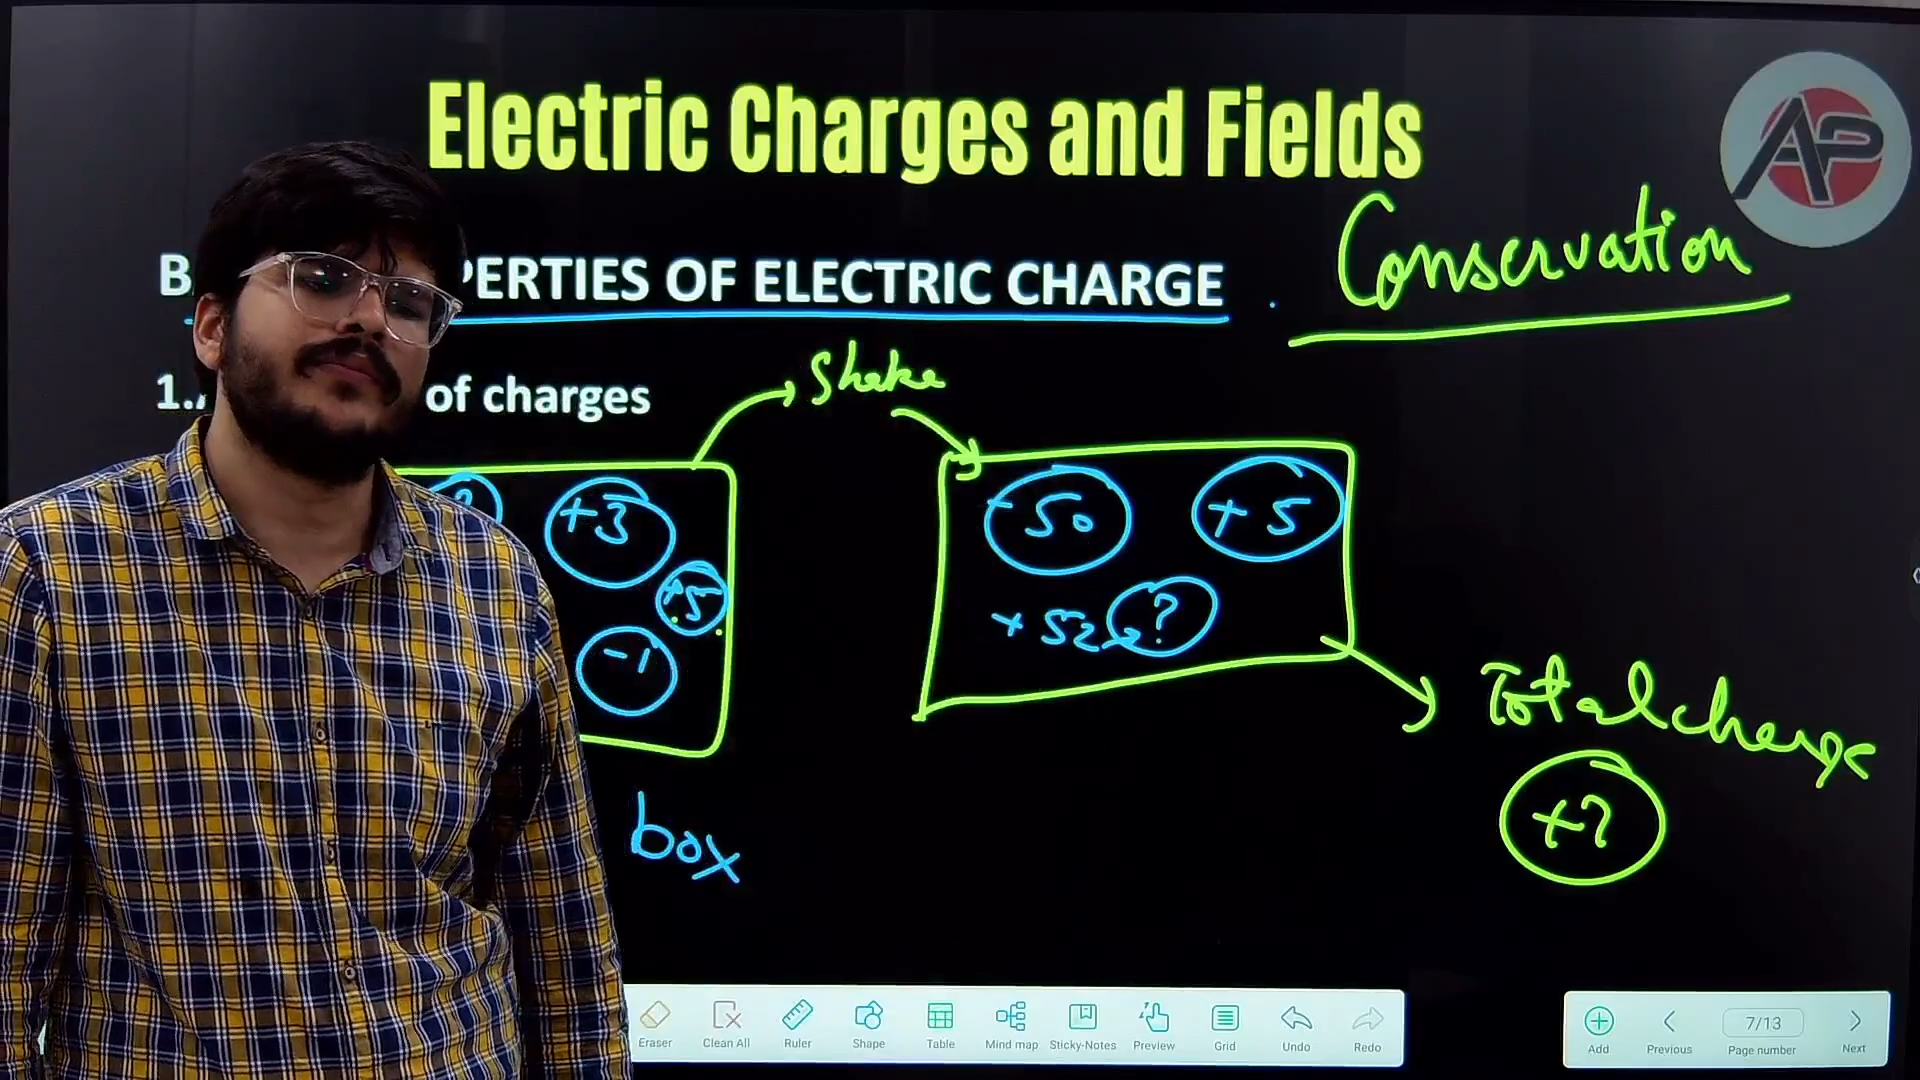 Electric Charges and Fields
AP
Conservation
B PERTIES OF ELECTRIC CHARGE
1. of charges
Shake
?
+3
+5
-1
-50
+5
+52
?
Total charge
+7
box
Eraser
Clean All
Ruler
Shape
Table
Mind map
Sticky-Notes
Preview
Grid
Undo
Redo
Add
Previous
7/13
Page number
Next